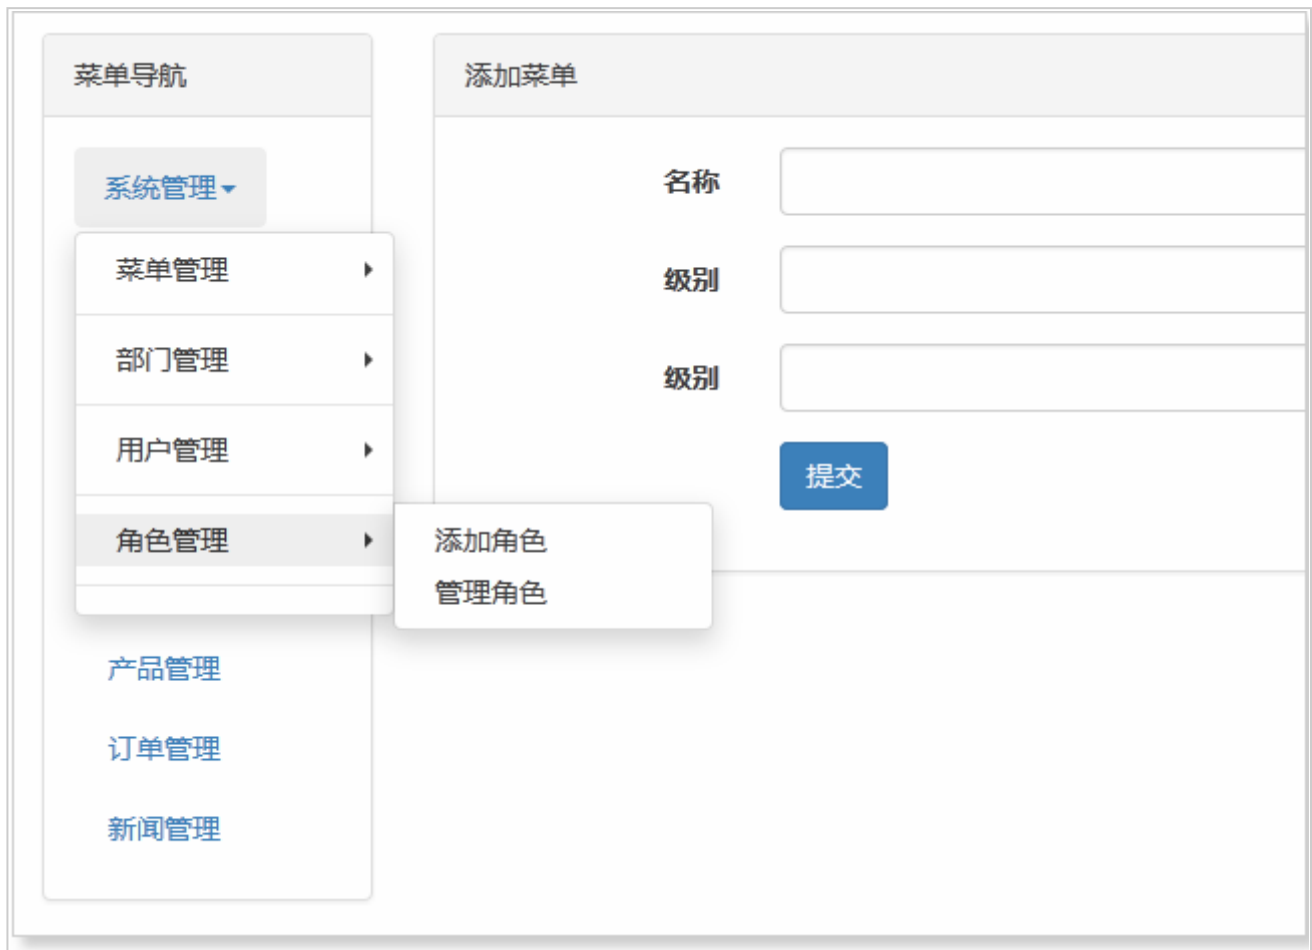 菜单导航
系统管理
菜单管理
部门管理
用户管理
角色管理
添加角色
管理角色
产品管理
订单管理
新闻管理
添加菜单
名称
级别
级别
提交